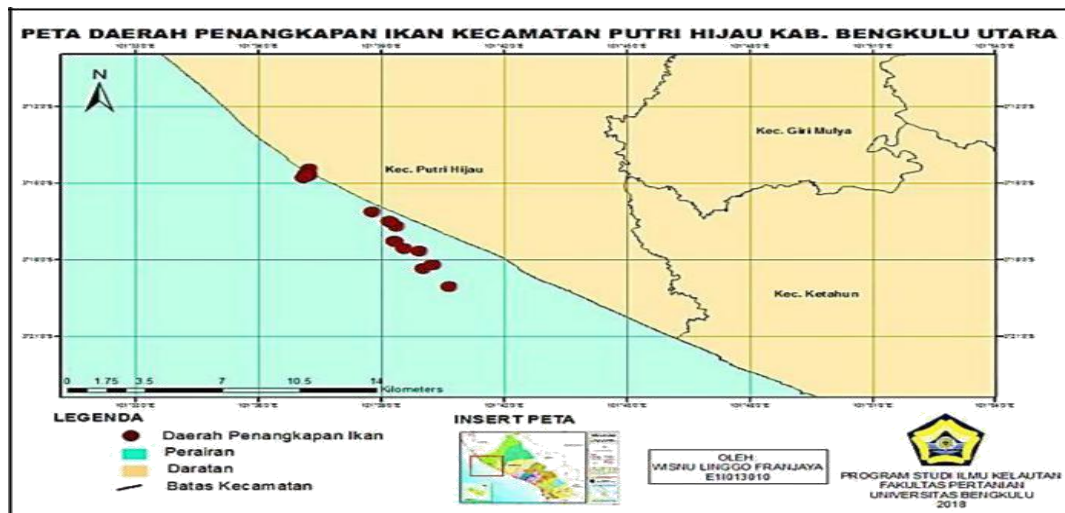 PETA DAERAH PENANGKAPAN IKAN KECAMATAN PUTRI HIJAU KAB. BENGKULU UTARA
N
Kec. Giri Mulya
Kec. Putri Hijau
Kec. Ketahun
0 1.75 3.5 7 10.5 14
Kilometers
LEGENDA
Daerah Penangkapan Ikan
Perairan
Daratan
Batas Kecamatan
INSERT PETA
OLEH:
WISNU LINGGO FRANJAYA
E1I013010
PROGRAM STUDI ILMU KELAUTAN
FAKULTAS PERTANIAN
UNIVERSITAS BENGKULU
2018